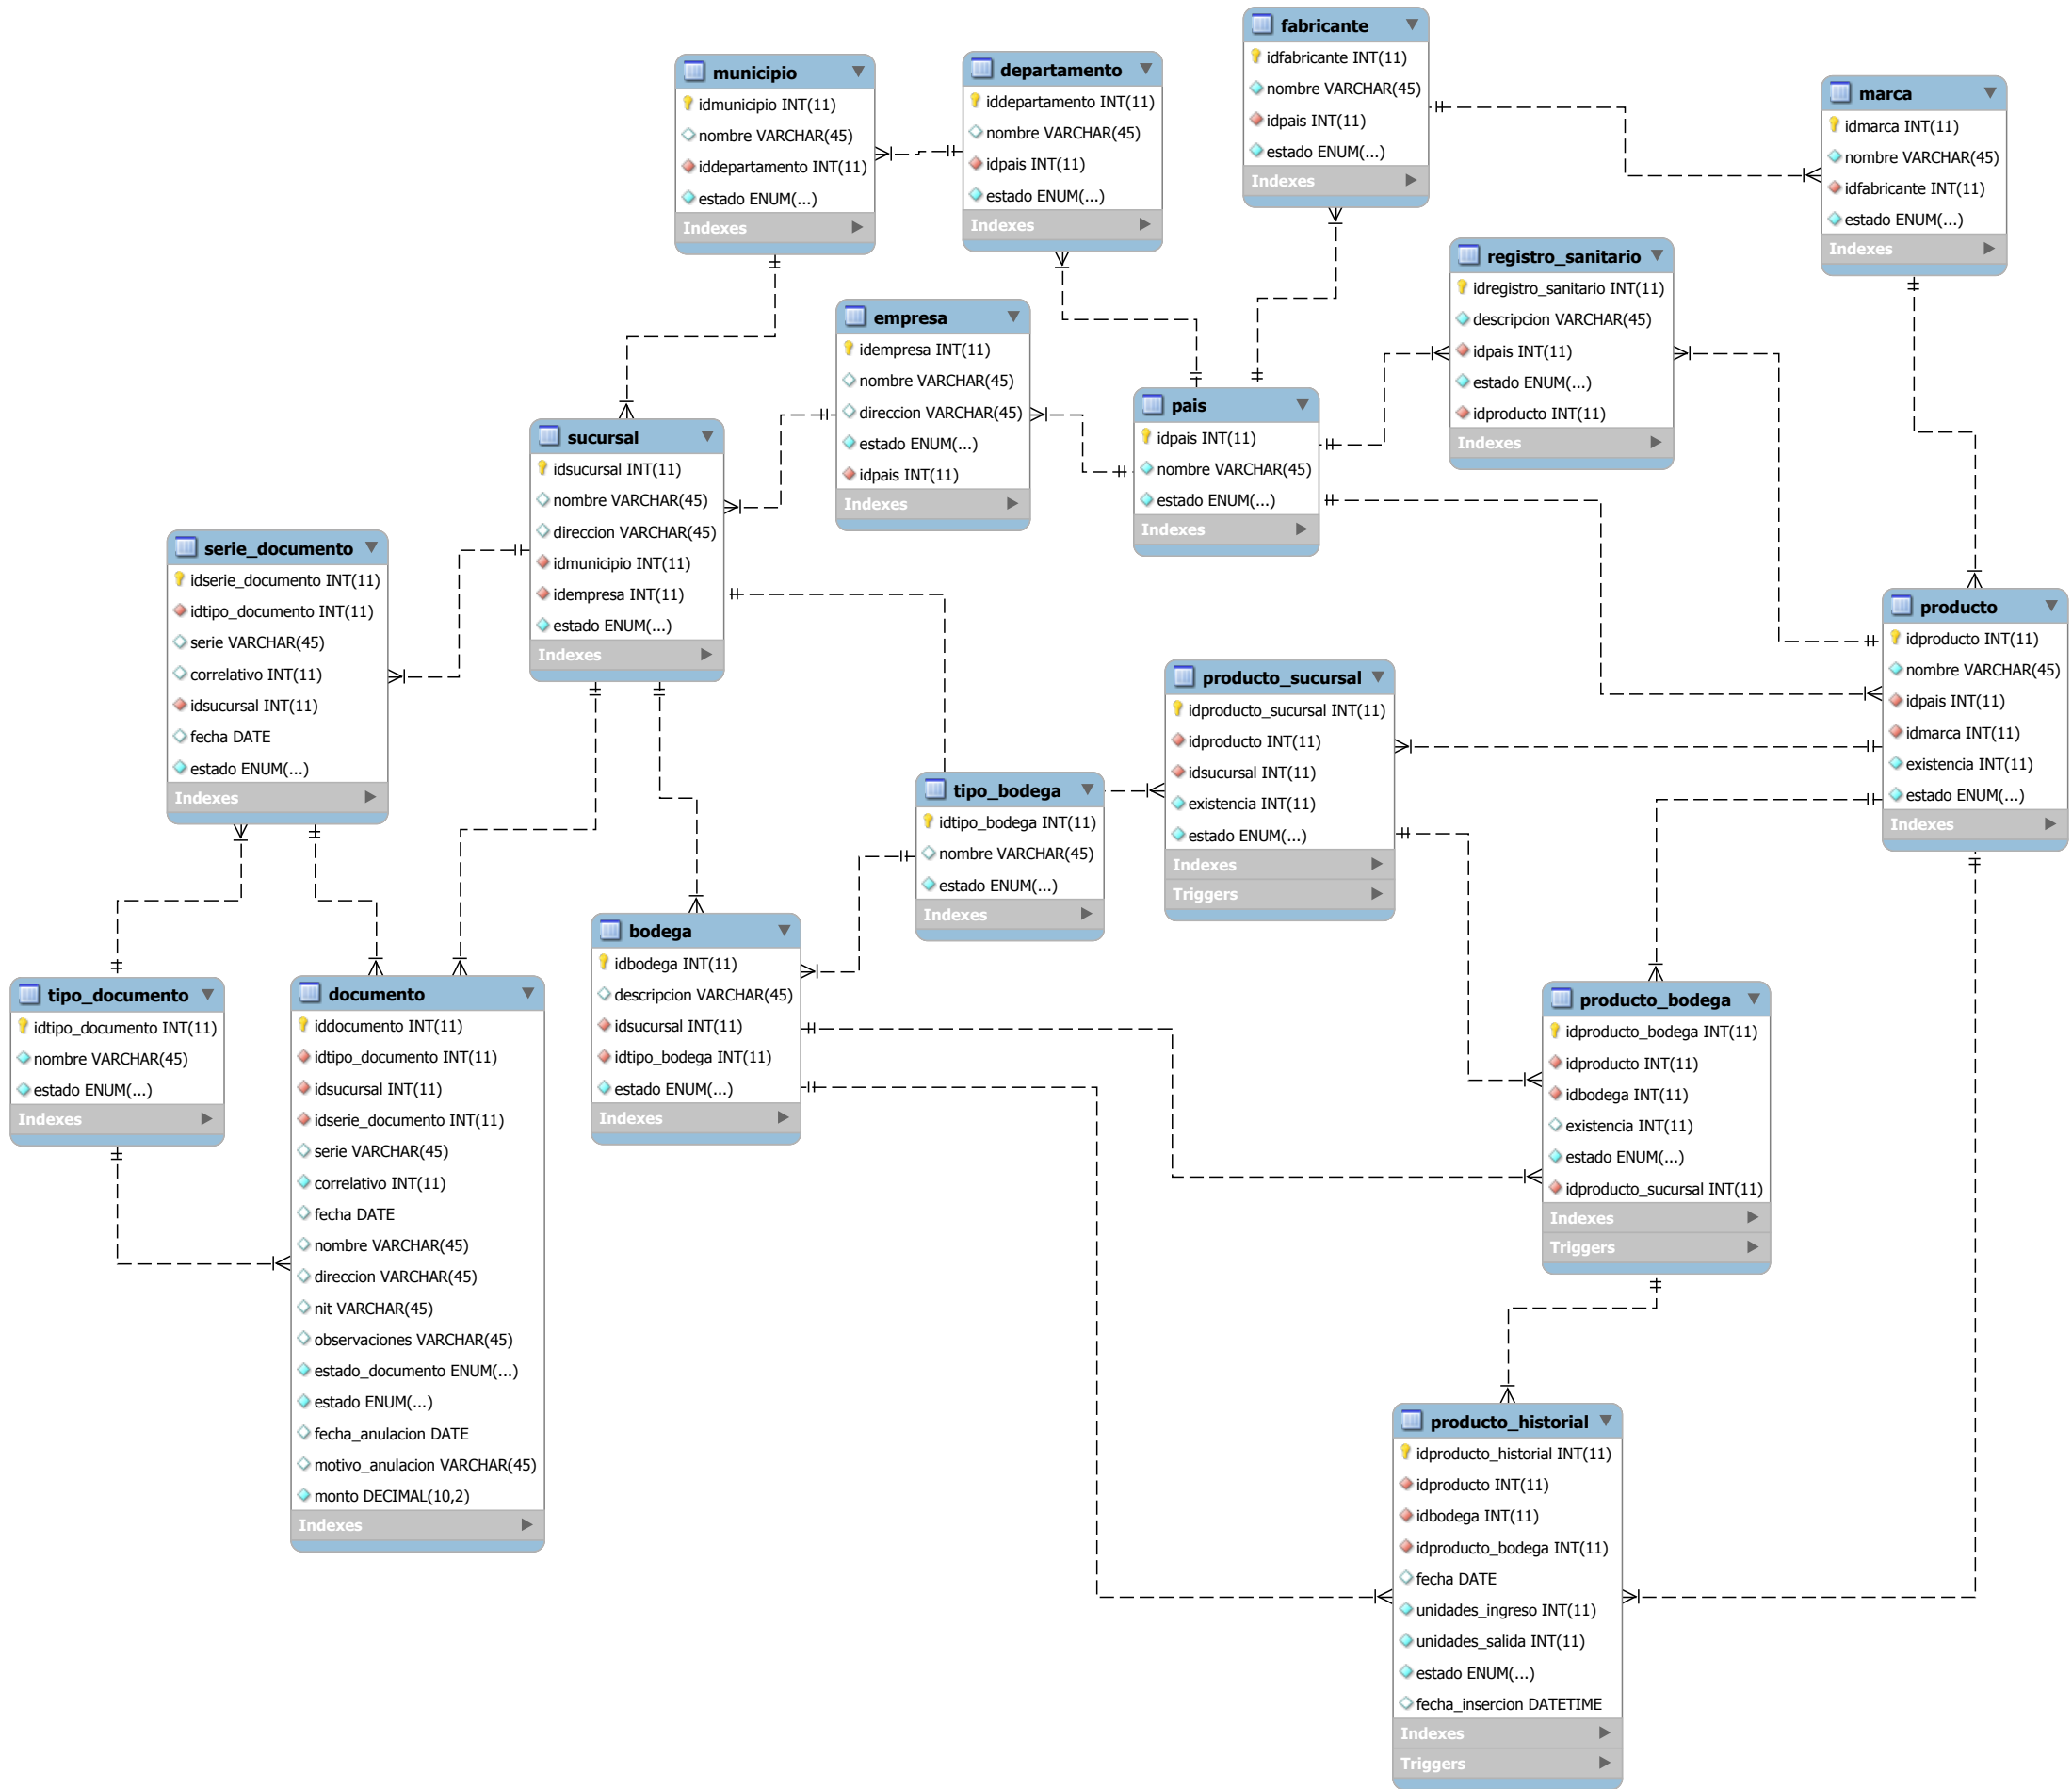 municipio
idmunicipio INT(11)
nombre VARCHAR(45)
iddepartamento INT(11)
estado ENUM(...)
Indexes
departamento
iddepartamento INT(11)
nombre VARCHAR(45)
idpais INT(11)
estado ENUM(...)
Indexes
fabricante
idfabricante INT(11)
nombre VARCHAR(45)
idpais INT(11)
estado ENUM(...)
Indexes
marca
idmarca INT(11)
nombre VARCHAR(45)
idfabricante INT(11)
estado ENUM(...)
Indexes
registro_sanitario
idregistro_sanitario INT(11)
descripcion VARCHAR(45)
idpais INT(11)
estado ENUM(...)
idproducto INT(11)
Indexes
empresa
idempresa INT(11)
nombre VARCHAR(45)
direccion VARCHAR(45)
estado ENUM(...)
idpais INT(11)
Indexes
pais
idpais INT(11)
nombre VARCHAR(45)
estado ENUM(...)
Indexes
sucursal
idsucursal INT(11)
nombre VARCHAR(45)
direccion VARCHAR(45)
idmunicipio INT(11)
idempresa INT(11)
estado ENUM(...)
Indexes
serie_documento
idserie_documento INT(11)
idtipo_documento INT(11)
serie VARCHAR(45)
correlativo INT(11)
idsucursal INT(11)
fecha DATE
estado ENUM(...)
Indexes
producto
idproducto INT(11)
nombre VARCHAR(45)
idpais INT(11)
idmarca INT(11)
existencia INT(11)
estado ENUM(...)
Indexes
producto_sucursal
idproducto_sucursal INT(11)
idproducto INT(11)
idsucursal INT(11)
existencia INT(11)
estado ENUM(...)
Indexes
Triggers
tipo_bodega
idtipo_bodega INT(11)
nombre VARCHAR(45)
estado ENUM(...)
Indexes
bodega
idbodega INT(11)
descripcion VARCHAR(45)
idsucursal INT(11)
idtipo_bodega INT(11)
estado ENUM(...)
Indexes
tipo_documento
idtipo_documento INT(11)
nombre VARCHAR(45)
estado ENUM(...)
Indexes
documento
iddocumento INT(11)
idtipo_documento INT(11)
idsucursal INT(11)
idserie_documento INT(11)
serie VARCHAR(45)
correlativo INT(11)
fecha DATE
nombre VARCHAR(45)
direccion VARCHAR(45)
nit VARCHAR(45)
observaciones VARCHAR(45)
estado_documento ENUM(...)
estado ENUM(...)
fecha_anulacion DATE
motivo_anulacion VARCHAR(45)
monto DECIMAL(10,2)
Indexes
producto_bodega
idproducto_bodega INT(11)
idproducto INT(11)
idbodega INT(11)
existencia INT(11)
estado ENUM(...)
idproducto_sucursal INT(11)
Indexes
Triggers
producto_historial
idproducto_historial INT(11)
idproducto INT(11)
idbodega INT(11)
idproducto_bodega INT(11)
fecha DATE
unidades_ingreso INT(11)
unidades_salida INT(11)
estado ENUM(...)
fecha_insercion DATETIME
Indexes
Triggers